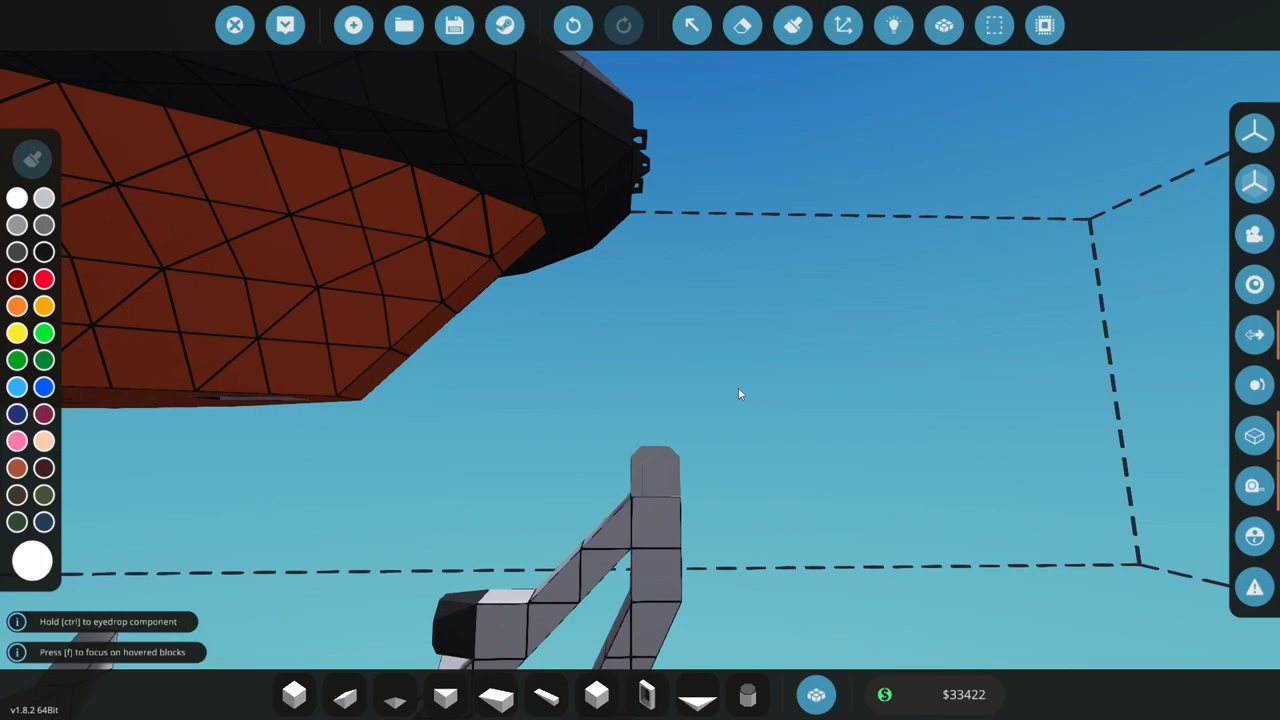 Hold [ctrl] to eyedrop component
Press [f] to focus on hovered blocks
$33422
v1.8.2 64Bit